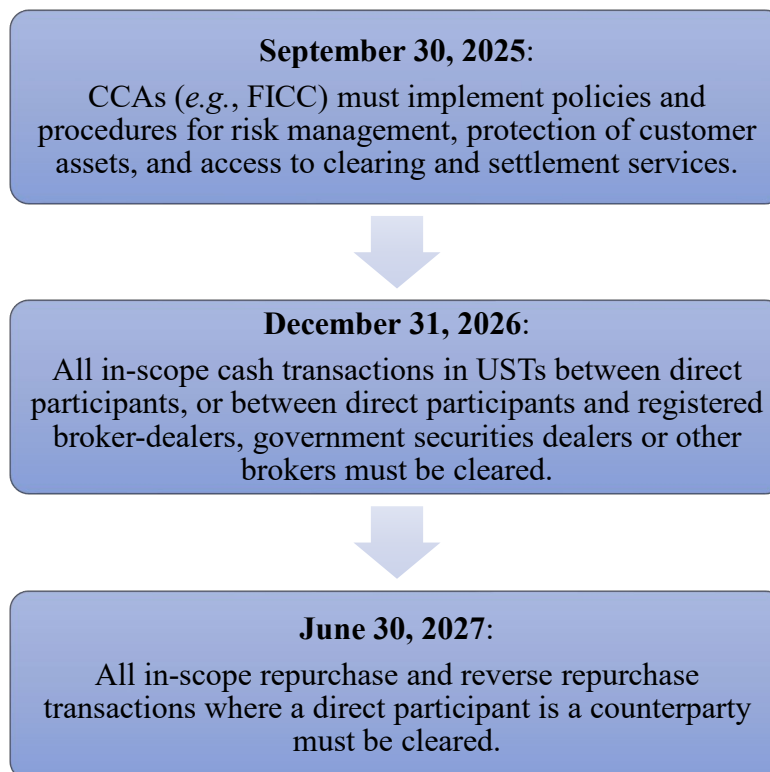 September 30, 2025:
CCAs (e.g., FICC) must implement policies and
procedures for risk management, protection of customer
assets, and access to clearing and settlement services.
December 31, 2026:
All in-scope cash transactions in USTs between direct
participants, or between direct participants and registered
broker-dealers, government securities dealers or other
brokers must be cleared.
June 30, 2027:
All in-scope repurchase and reverse repurchase
transactions where a direct participant is a counterparty
must be cleared.